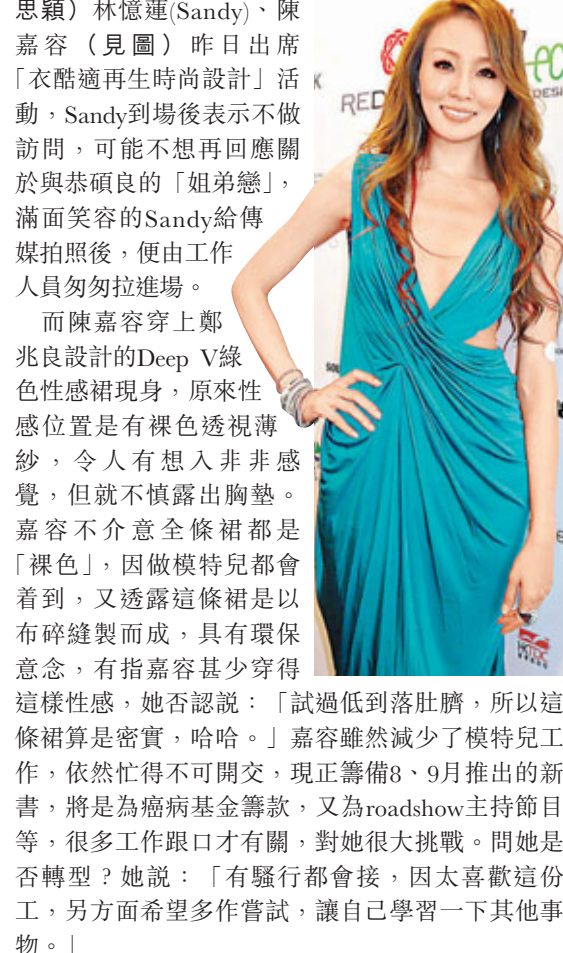 思穎）林憶蓮(Sandy)、陳
嘉容（見圖）昨日出席
「衣酷適再生時尚設計」活
動，Sandy到場後表示不做
訪問，可能不想再回應關
於與恭碩良的「姐弟戀」，
滿面笑容的Sandy給傳
媒拍照後，便由工作
人員匆匆拉進場。
而陳嘉容穿上鄭
兆良設計的Deep V綠
色性感裙現身，原來性
感位置是有裸色透視薄
紗，令人有想入非非感
覺，但就不慎露出胸墊。
嘉容不介意全條裙都是
「裸色」，因做模特兒都會
着到，又透露這條裙是以
布碎縫製而成，具有環保
意念，有指嘉容甚少穿得
這樣性感，她否認説：「試過低到落肚臍，所以這
條裙算是密實，哈哈。」嘉容雖然減少了模特兒工
作，依然忙得不可開交，現正籌備8、9月推出的新
書，將是為癌病基金籌款，又為roadshow主持節目
等，很多工作跟口才有關，對她很大挑戰。問她是
否轉型？她説：「有騷行都會接，因太喜歡這份
工，另方面希望多作嘗試，讓自己學習一下其他事
物。」
RED
DESI